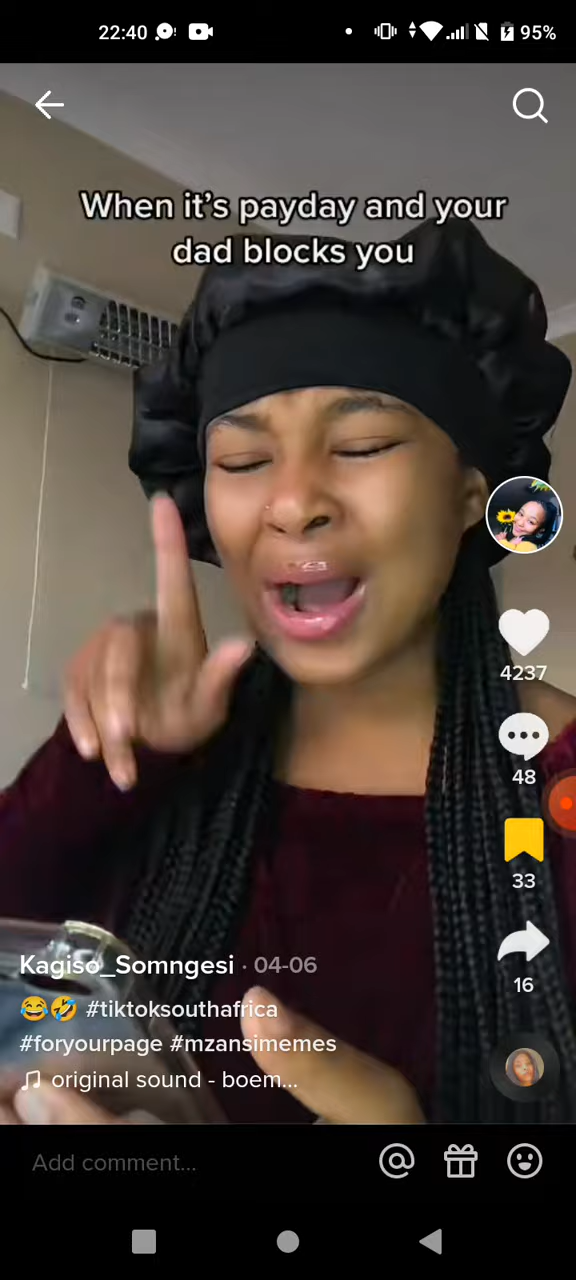 22:40
95%
When it's payday and your
dad blocks you
4237
48
33
16
Kagiso_Somngesi · 04-06
😂🤣 #tiktoksouthafrica
#foryourpage #mzansimemes
original sound - boem...
Add comment...